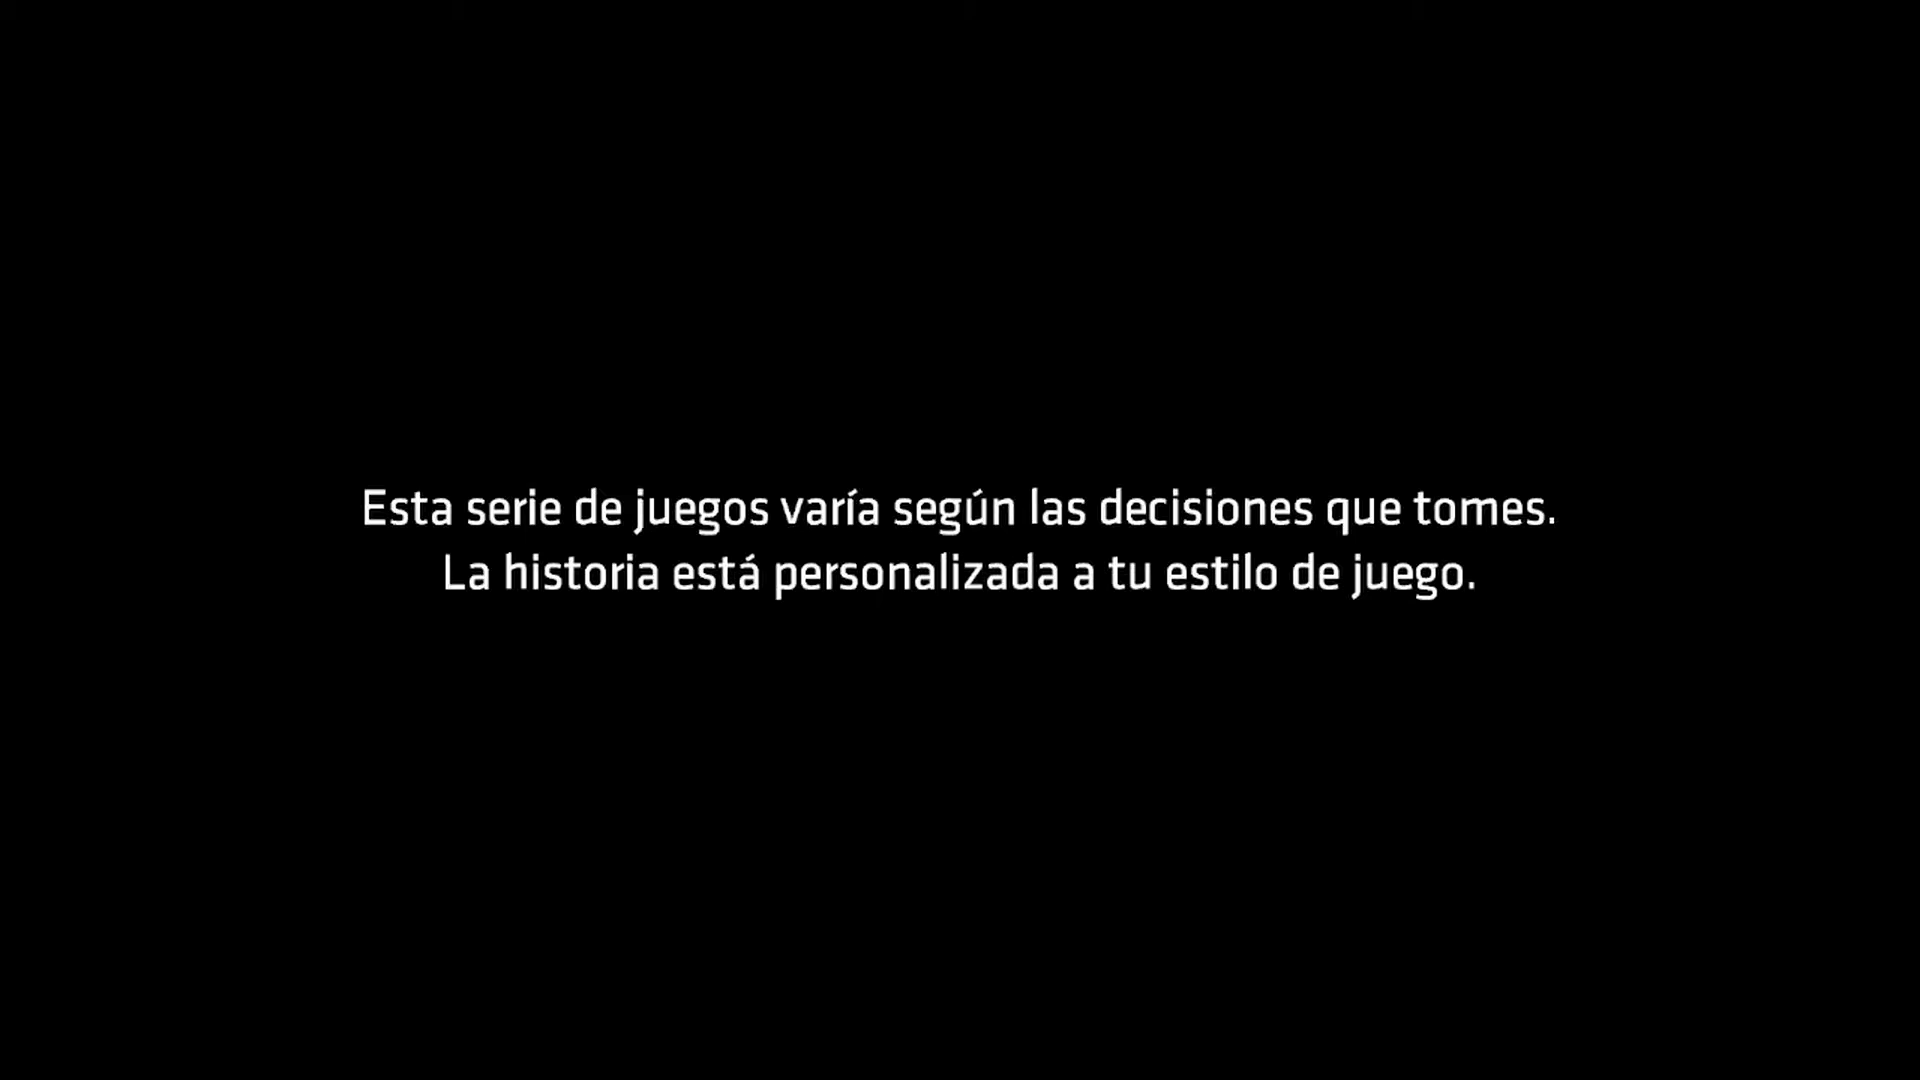 Esta serie de juegos varía según las decisiones que tomes.
La historia está personalizada a tu estilo de juego.